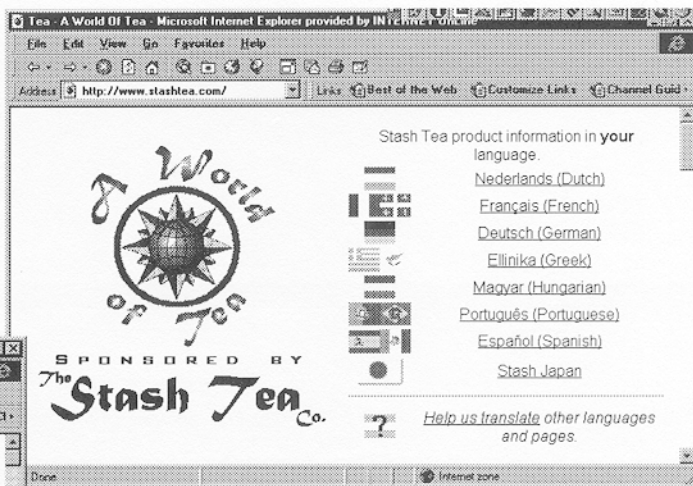 Tea - A World Of Tea - Microsoft Internet Explorer provided by INTERNET ONLINE
File Edit View Go Favorites Help
Address http://www.stashtea.com/ Links Best of the Web Customize Links Channel Guid
A World
of Tea
SPONSORED BY
The Stash Tea Co.
Stash Tea product information in your
language.
Nederlands (Dutch)
Français (French)
Deutsch (German)
Ellinika (Greek)
Magyar (Hungarian)
Português (Portuguese)
Español (Spanish)
Stash Japan
? Help us translate other languages
and pages.
Done Internet zone